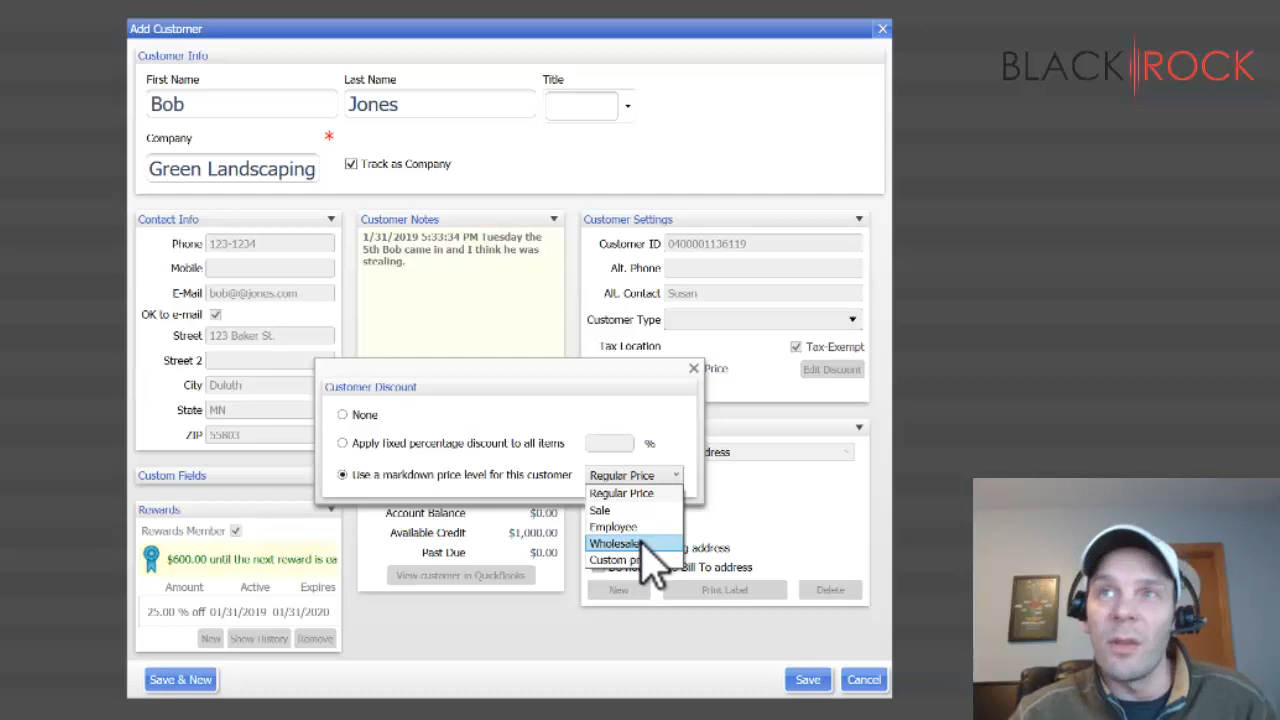 Add Customer
BLACK ROCK
Customer Info
First Name
Last Name
Title
Bob
Jones
Company *
Green Landscaping
Track as Company
Contact Info
Phone 123-1234
Mobile
E-Mail bob@@jones.com
OK to e-mail
Street 123 Baker St.
Street 2
City Duluth
State MN
ZIP 55803
Custom Fields
Rewards
Rewards Member
$600.00 until the next reward is ea
Amount Active Expires
25.00 % off 01/31/2019 01/31/2020
New Show History Remove
Customer Notes
1/31/2019 5:33:34 PM Tuesday the
5th Bob came in and I think he was
stealing.
Customer Settings
Customer ID 0400001136119
Alt. Phone
Alt. Contact Susan
Customer Type
Tax Location Tax-Exempt
Price Edit Discount
Customer Discount
None
Apply fixed percentage discount to all items %
Use a markdown price level for this customer Regular Price
Regular Price
Sale
Employee
Wholesale
Custom
Account Balance $0.00
Available Credit $1,000.00
Past Due $0.00
View customer in QuickBooks
dress
address
Bill To address
New Print Label Delete
Save & New
Save
Cancel